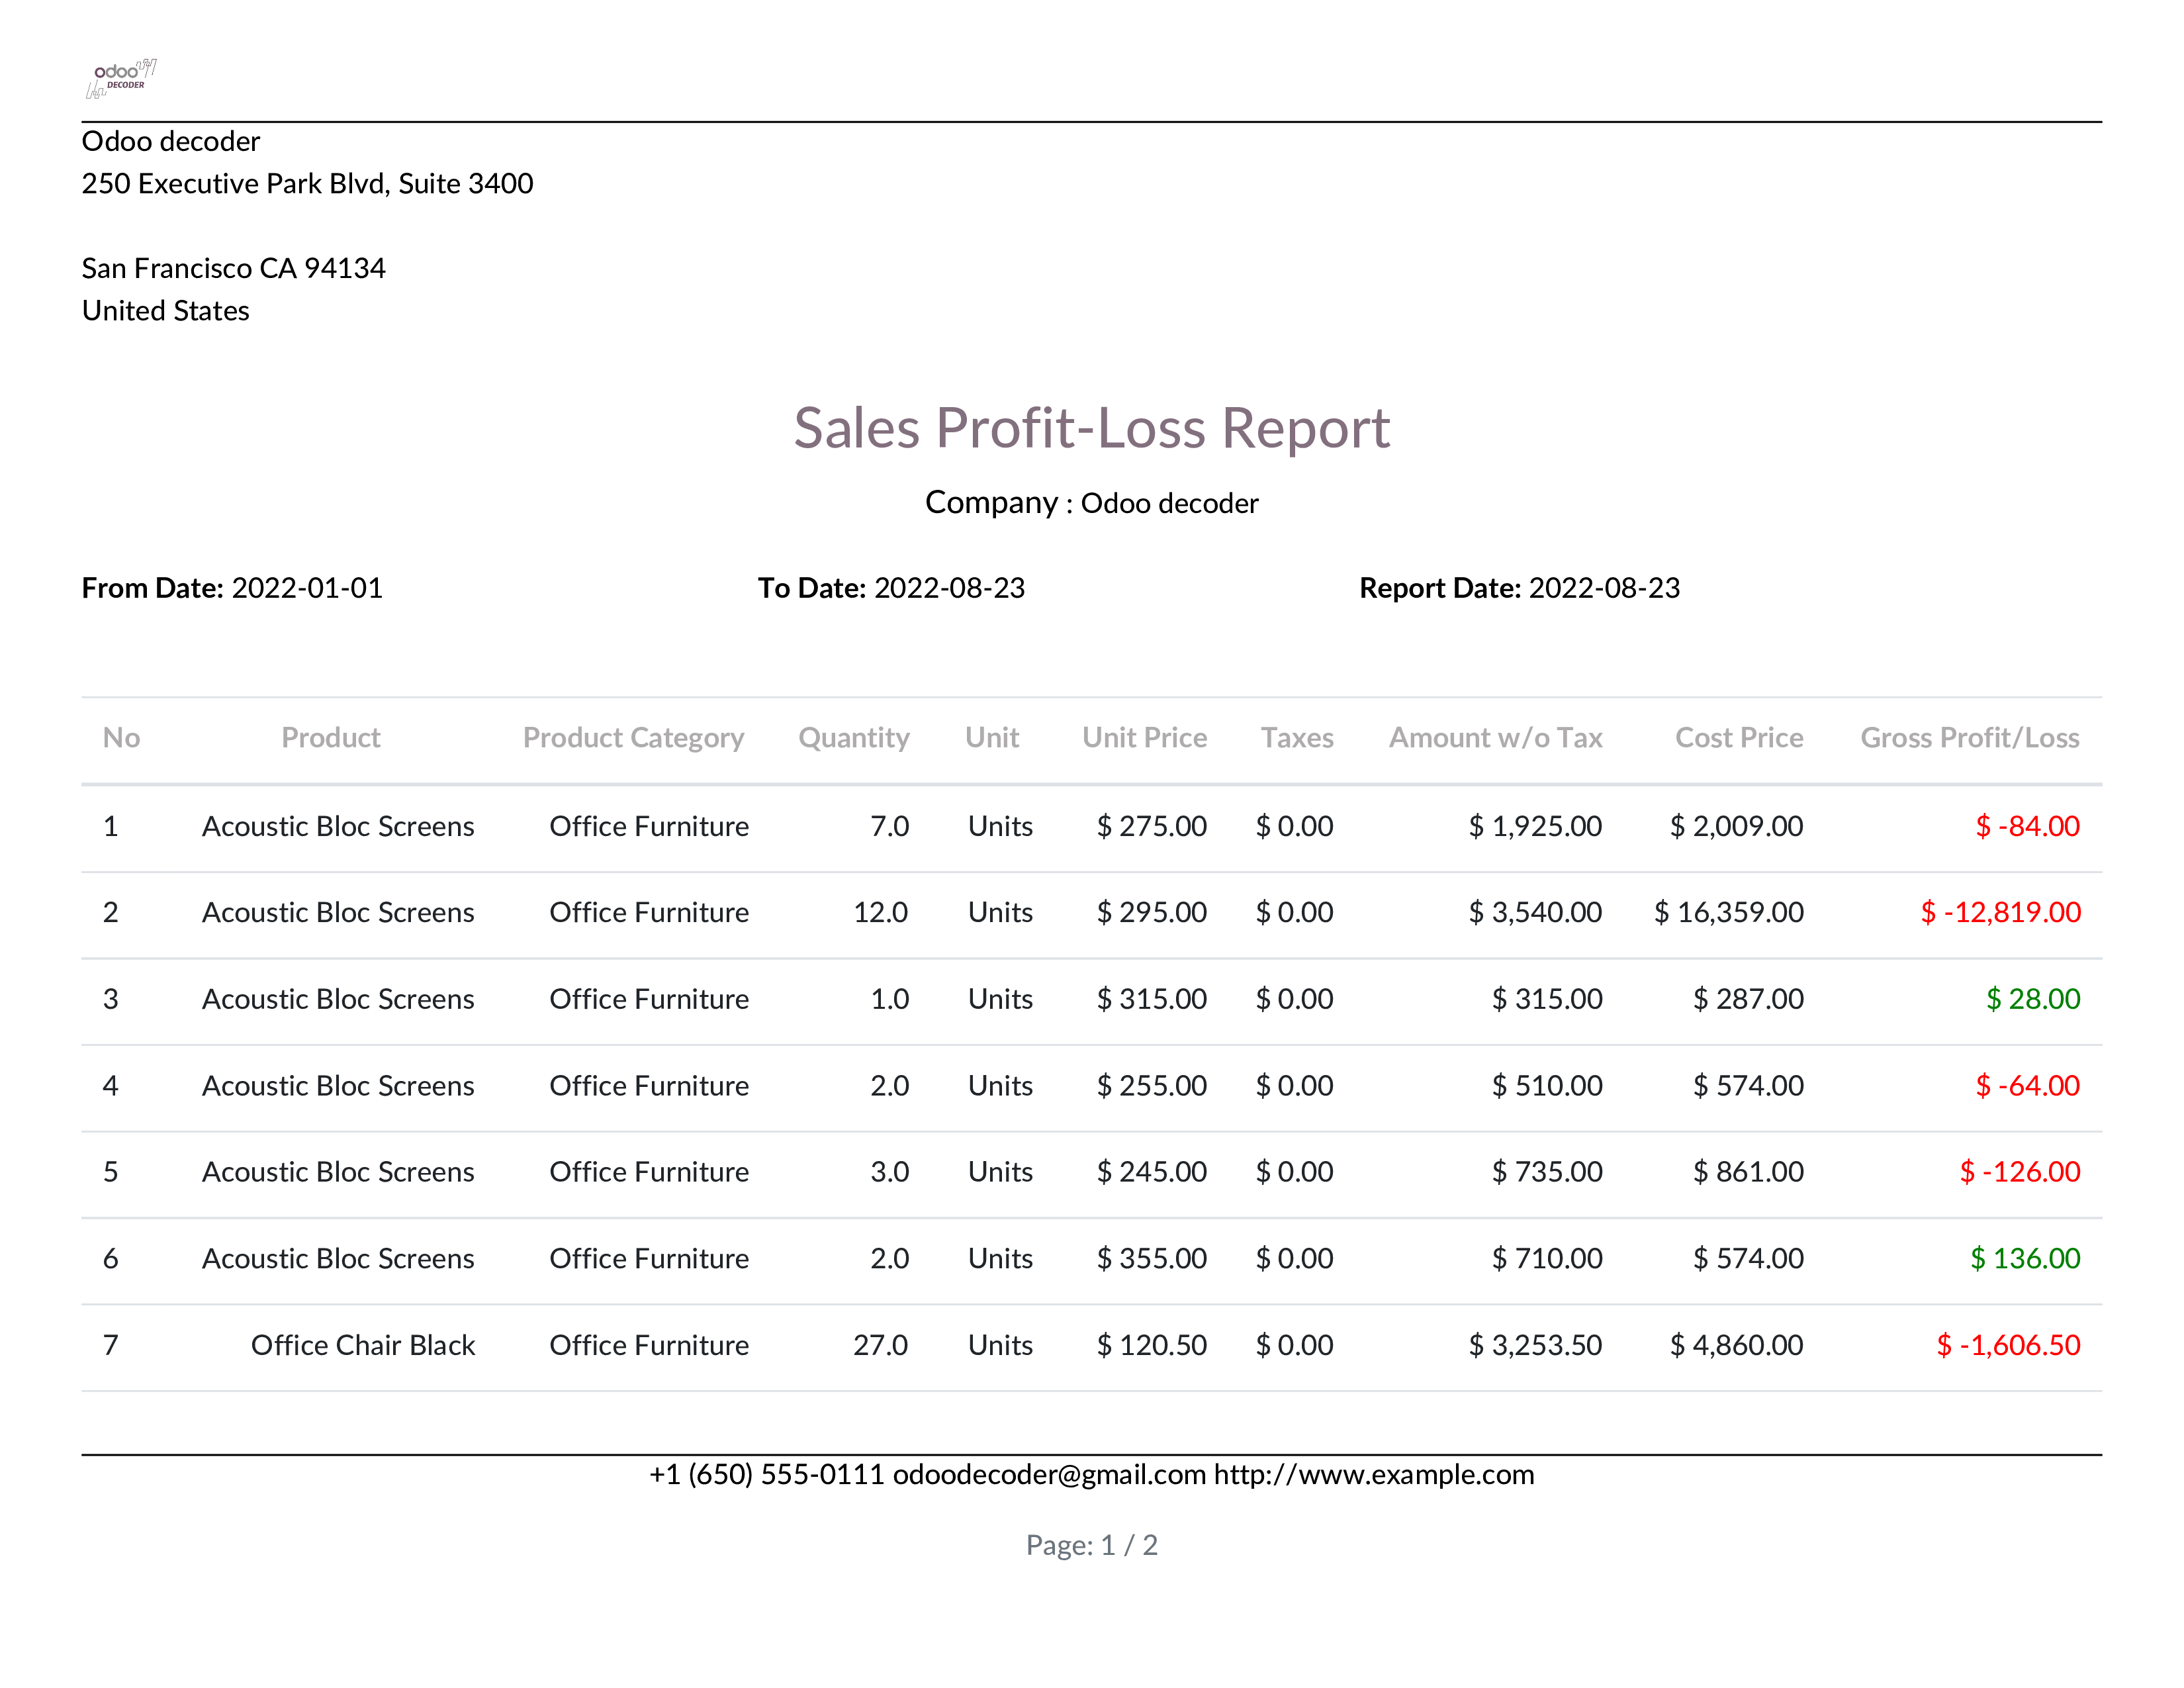 odoo
DECODER
Odoo decoder
250 Executive Park Blvd, Suite 3400
San Francisco CA 94134
United States
Sales Profit-Loss Report
Company : Odoo decoder
From Date: 2022-01-01 To Date: 2022-08-23 Report Date: 2022-08-23
No Product Product Category Quantity Unit Unit Price Taxes Amount w/o Tax Cost Price Gross Profit/Loss
1 Acoustic Bloc Screens Office Furniture 7.0 Units $ 275.00 $ 0.00 $ 1,925.00 $ 2,009.00 $ -84.00
2 Acoustic Bloc Screens Office Furniture 12.0 Units $ 295.00 $ 0.00 $ 3,540.00 $ 16,359.00 $ -12,819.00
3 Acoustic Bloc Screens Office Furniture 1.0 Units $ 315.00 $ 0.00 $ 315.00 $ 287.00 $ 28.00
4 Acoustic Bloc Screens Office Furniture 2.0 Units $ 255.00 $ 0.00 $ 510.00 $ 574.00 $ -64.00
5 Acoustic Bloc Screens Office Furniture 3.0 Units $ 245.00 $ 0.00 $ 735.00 $ 861.00 $ -126.00
6 Acoustic Bloc Screens Office Furniture 2.0 Units $ 355.00 $ 0.00 $ 710.00 $ 574.00 $ 136.00
7 Office Chair Black Office Furniture 27.0 Units $ 120.50 $ 0.00 $ 3,253.50 $ 4,860.00 $ -1,606.50
+1 (650) 555-0111 odoodecoder@gmail.com http://www.example.com
Page: 1 / 2